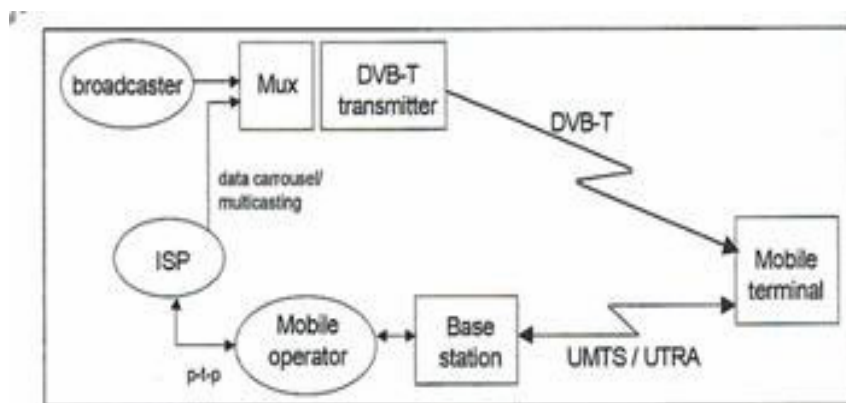 broadcaster
Mux
DVB-T
transmitter
DVB-T
data carrousel/
multicasting
ISP
Mobile
terminal
Mobile
operator
Base
station
p-t-p
UMTS / UTRA